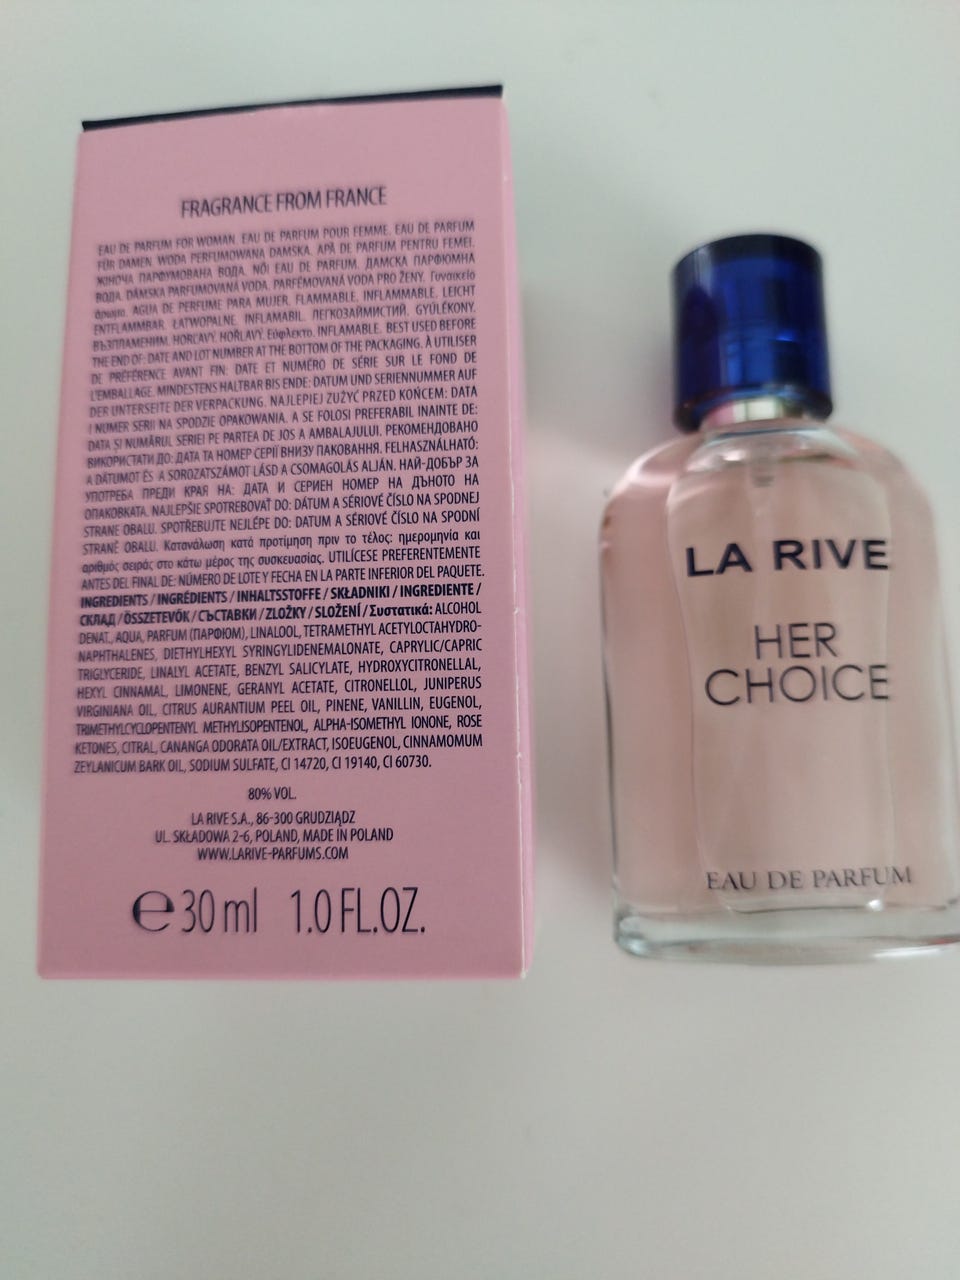 FRAGRANCE FROM FRANCE
EAU DE PARFUM FOR WOMAN. EAU DE PARFUM POUR FEMME. EAU DE PARFUM
FÜR DAMEN. WODA PERFUMOWANA DAMSKA. APĂ DE PARFUM PENTRU FEMEI.
ЖІНОЧА ПАРФУМОВАНА ВОДА. NŐI EAU DE PARFUM. ДАМСКА ПАРФЮМНА
ВОДА. DÁMSKA PARFUMOVANÁ VODA. PARFÉMOVANÁ VODA PRO ŽENY. Γυναικείο
άρωμα. AGUA DE PERFUME PARA MUJER. FLAMMABLE. INFLAMMABLE. LEICHT
ENTFLAMMBAR. ŁATWOPALNE. INFLAMABIL. ЛЕГКОЗАЙМИСТИЙ. GYÚLÉKONY.
ВЪЗПЛАМЕНИМ. HORĽAVÝ. HOŘLAVÝ. Εύφλεκτο. INFLAMABLE. BEST USED BEFORE
THE END OF: DATE AND LOT NUMBER AT THE BOTTOM OF THE PACKAGING. À UTILISER
DE PRÉFÉRENCE AVANT FIN: DATE ET NUMÉRO DE SÉRIE SUR LE FOND DE
L'EMBALLAGE. MINDESTENS HALTBAR BIS ENDE: DATUM UND SERIENNUMMER AUF
DER UNTERSEITE DER VERPACKUNG. NAJLEPIEJ ZUŻYĆ PRZED KOŃCEM: DATA
I NUMER SERII NA SPODZIE OPAKOWANIA. A SE FOLOSI PREFERABIL INAINTE DE:
DATA ȘI NUMĂRUL SERIEI PE PARTEA DE JOS A AMBALAJULUI. РЕКОМЕНДОВАНО
ВИКОРИСТАТИ ДО: ДАТА ТА НОМЕР СЕРІЇ ВНИЗУ ПАКОВАННЯ. FELHASZNÁLHATÓ:
A DÁTUMOT ÉS A SOROZATSZÁMOT LÁSD A CSOMAGOLÁS ALJÁN. НАЙ-ДОБЪР ЗА
УПОТРЕБА ПРЕДИ КРАЯ НА: ДАТА И СЕРИЕН НОМЕР НА ДЪНОТО НА
ОПАКОВКАТА. NAJLEPŠIE SPOTREBOVAŤ DO: DÁTUM A SÉRIOVÉ ČÍSLO NA SPODNEJ
STRANE OBALU. SPOTŘEBUJTE NEJLÉPE DO: DATUM A SÉRIOVÉ ČÍSLO NA SPODNÍ
STRANĚ OBALU. Κατανάλωση κατά προτίμηση πριν το τέλος: ημερομηνία και
αριθμός σειράς στο κάτω μέρος της συσκευασίας. UTILÍCESE PREFERENTEMENTE
ANTES DEL FINAL DE: NÚMERO DE LOTE Y FECHA EN LA PARTE INFERIOR DEL PAQUETE.
INGREDIENTS / INGRÉDIENTS / INHALTSSTOFFE / SKŁADNIKI / INGREDIENTE /
СКЛАД / ÖSSZETEVŐK / СЪСТАВКИ / ZLOŽKY / SLOŽENÍ / Συστατικά: ALCOHOL
DENAT., AQUA, PARFUM (ПАРФЮМ), LINALOOL, TETRAMETHYL ACETYLOCTAHYDRO-
NAPHTHALENES, DIETHYLHEXYL SYRINGYLIDENEMALONATE, CAPRYLIC/CAPRIC
TRIGLYCERIDE, LINALYL ACETATE, BENZYL SALICYLATE, HYDROXYCITRONELLAL,
HEXYL CINNAMAL, LIMONENE, GERANYL ACETATE, CITRONELLOL, JUNIPERUS
VIRGINIANA OIL, CITRUS AURANTIUM PEEL OIL, PINENE, VANILLIN, EUGENOL,
TRIMETHYLCYCLOPENTENYL METHYLISOPENTENOL, ALPHA-ISOMETHYL IONONE, ROSE
KETONES, CITRAL, CANANGA ODORATA OIL/EXTRACT, ISOEUGENOL, CINNAMOMUM
ZEYLANICUM BARK OIL, SODIUM SULFATE, CI 14720, CI 19140, CI 60730.
80% VOL.
LA RIVE S.A., 86-300 GRUDZIĄDZ
UL. SKŁADOWA 2-6, POLAND, MADE IN POLAND
WWW.LARIVE-PARFUMS.COM
℮ 30 ml 1.0 FL.OZ.
LA RIVE
HER
CHOICE
EAU DE PARFUM